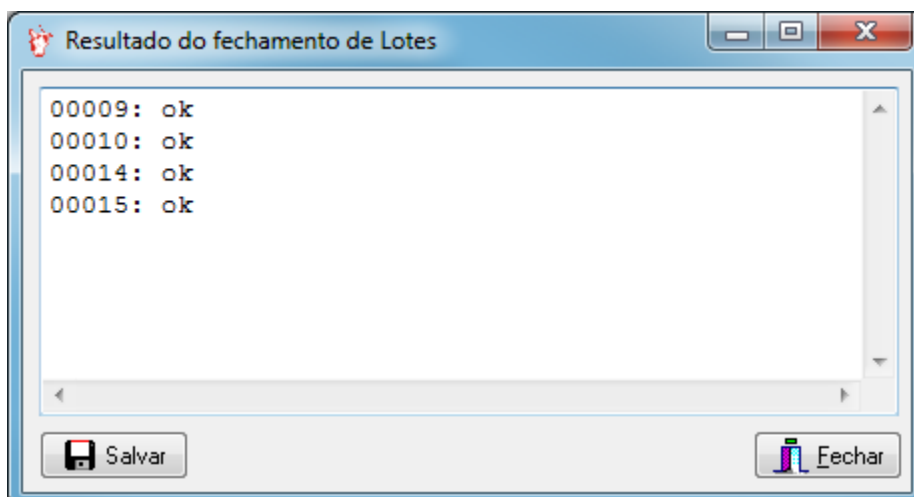 Resultado do fechamento de Lotes
00009: ok
00010: ok
00014: ok
00015: ok
Salvar
Fechar